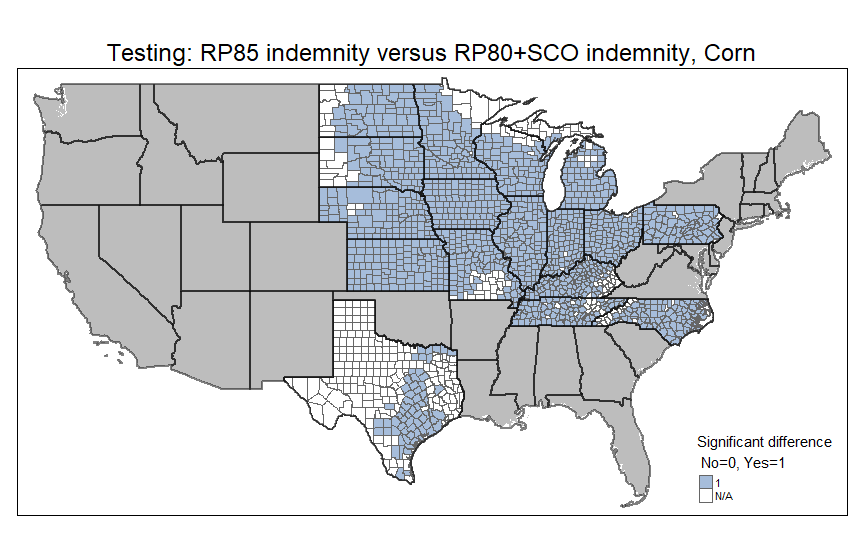 Testing: RP85 indemnity versus RP80+SCO indemnity, Corn
Significant difference
No=0, Yes=1
1
N/A